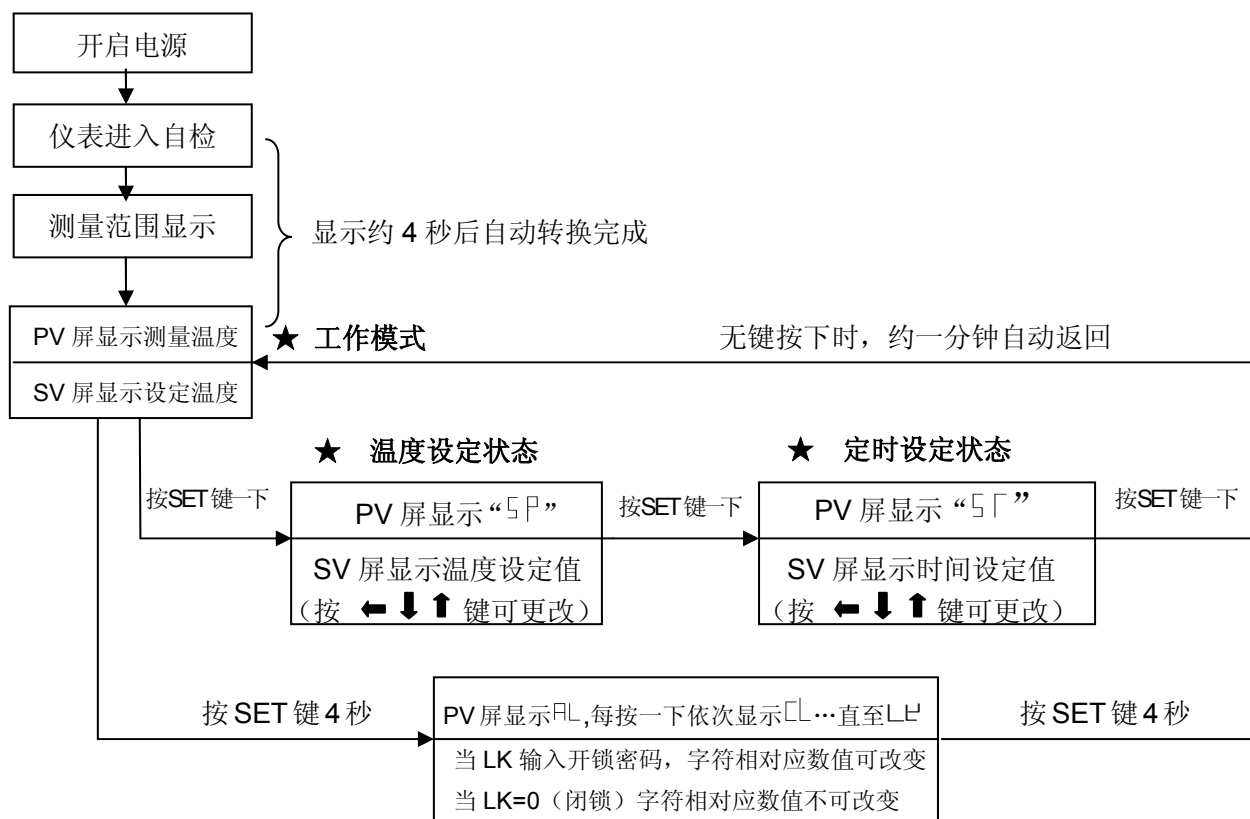 开启电源
仪表进入自检
测量范围显示
显示约 4 秒后自动转换完成
PV 屏显示测量温度
★ 工作模式
无键按下时，约一分钟自动返回
SV 屏显示设定温度
★ 温度设定状态
★ 定时设定状态
按SET键一下
PV 屏显示“SP”
按SET键一下
PV 屏显示“ST”
按SET键一下
SV 屏显示温度设定值
（按 ← ↓ ↑ 键可更改）
SV 屏显示时间设定值
（按 ← ↓ ↑ 键可更改）
按 SET 键 4 秒
PV 屏显示AL,每按一下依次显示CL…直至LK
按 SET 键 4 秒
当 LK 输入开锁密码，字符相对应数值可改变
当 LK=0（闭锁）字符相对应数值不可改变